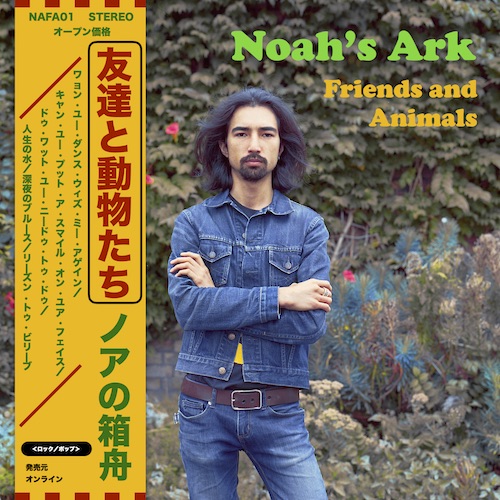 NAFA01 STEREO
オープン価格
友達と動物たち
ノアの箱舟
ワョン・ユー・ダンス・ウィズ・ミー・アゲイン/
キャン・ユー・プット・ア・スマイル・オン・ユア・フェイス/
ドゥ・ワット・ユー・ニードゥ・トゥ・ドゥ/
人生の水/深夜のブルース/リーズン・トゥ・ビリーブ
<ロック/ポップ>
発売元
オンライン
Noah's Ark
Friends and
Animals